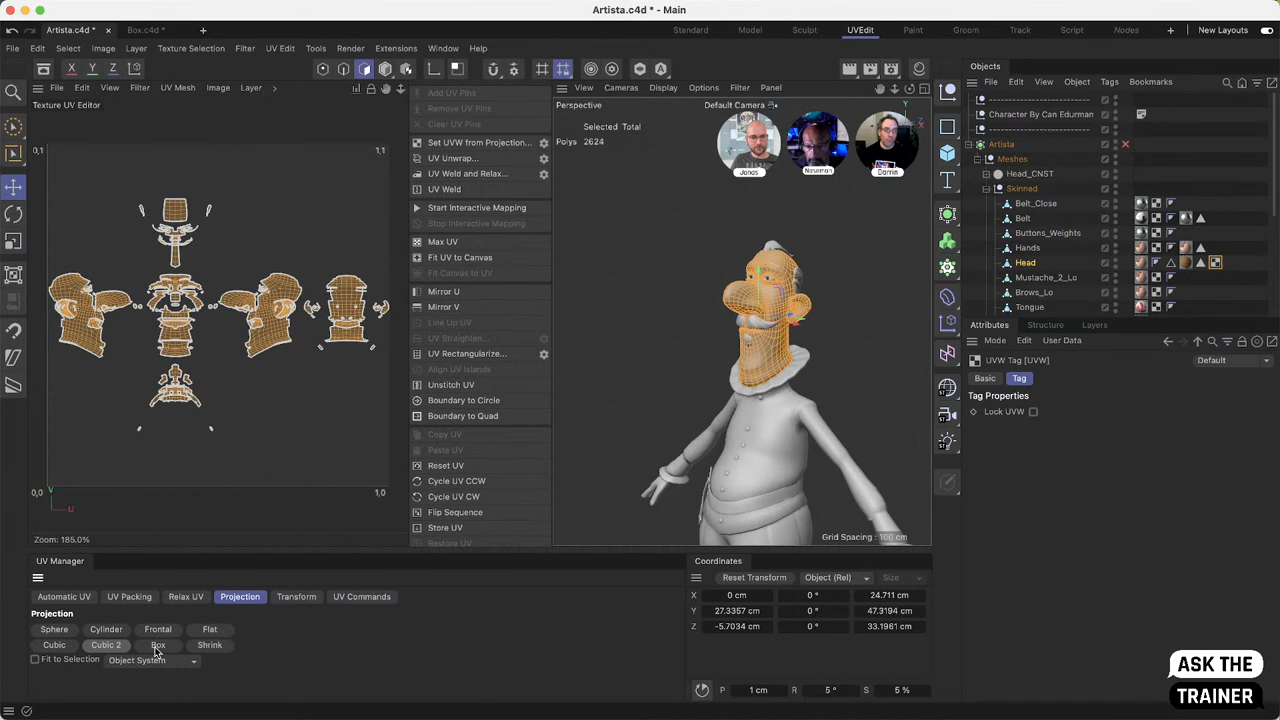 Artista.c4d * - Main
Artista.c4d * × Box.c4d * + Standard Model Sculpt UVEdit Paint Groom Track Script Nodes + New Layouts
File Edit Select Image Layer Texture Selection Filter UV Edit Tools Render Extensions Window Help
X Y Z
File Edit View Filter UV Mesh Image Layer >
Texture UV Editor
0,1 1,1
0,0 V U 1,0
Zoom: 185.0%
Add UV Pins
Remove UV Pins
Clear UV Pins
Set UVW from Projection...
UV Unwrap...
UV Weld and Relax...
UV Weld
Start Interactive Mapping
Stop Interactive Mapping
Max UV
Fit UV to Canvas
Fit Canvas to UV
Mirror U
Mirror V
Line Up UV
UV Straighten...
UV Rectangularize...
Align UV Islands
Unstitch UV
Boundary to Circle
Boundary to Quad
Copy UV
Paste UV
Reset UV
Cycle UV CCW
Cycle UV CW
Flip Sequence
Store UV
Restore UV
View Cameras Display Options Filter Panel
Perspective Default Camera
Selected Total
Polys 2624
Y
Jonas Noseman Darrin
Grid Spacing : 100 cm
Objects
File Edit View Object Tags Bookmarks
-----------------------------
Character By Can Edurman
-----------------------------
Artista
Meshes
Head_CNST
Skinned
Belt_Close
Belt
Buttons_Weights
Hands
Head
Mustache_2_Lo
Brows_Lo
Tongue
Attributes Structure Layers
Mode Edit User Data
UVW Tag [UVW] Default
Basic Tag
Tag Properties
Lock UVW
UV Manager
Automatic UV UV Packing Relax UV Projection Transform UV Commands
Projection
Sphere Cylinder Frontal Flat
Cubic Cubic 2 Box Shrink
Fit to Selection Object System
Coordinates
Reset Transform Object (Rel) Size
X 0 cm 0 ° 24.711 cm
Y 27.3357 cm 0 ° 47.3194 cm
Z -5.7034 cm 0 ° 33.1961 cm
P 1 cm R 5 ° S 5 %
ASK THE
TRAINER